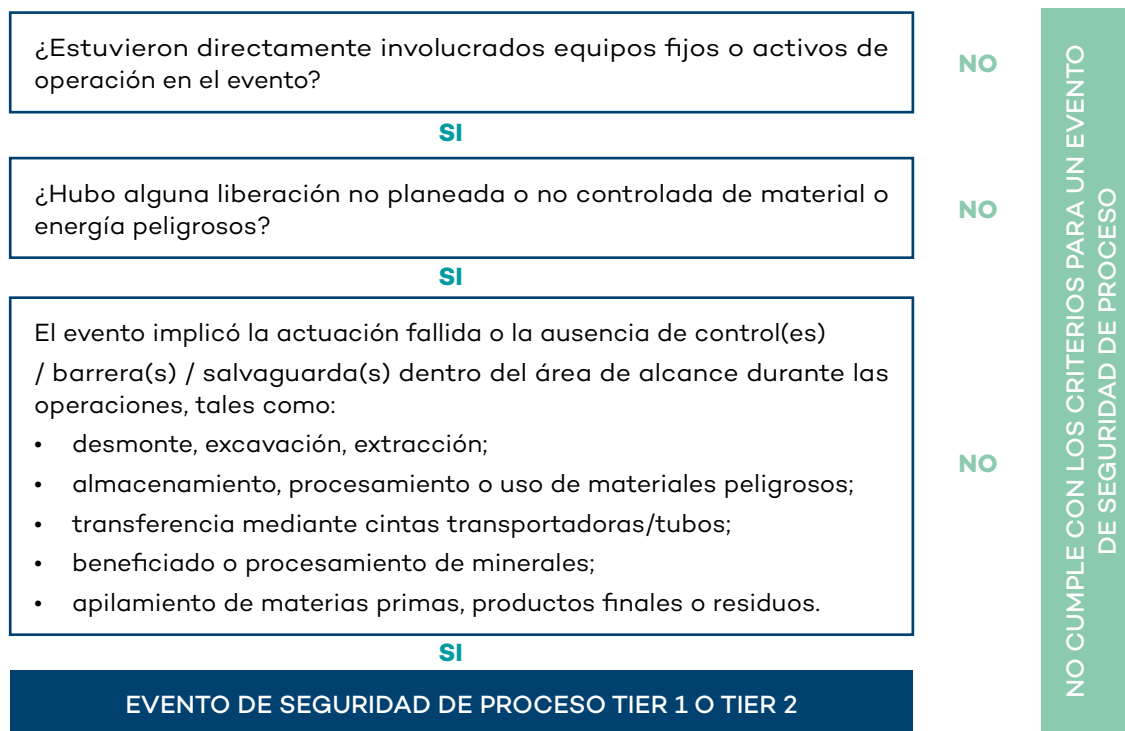 ¿Estuvieron directamente involucrados equipos fijos o activos de
operación en el evento?
NO
SI
¿Hubo alguna liberación no planeada o no controlada de material o
energía peligrosos?
NO
SI
El evento implicó la actuación fallida o la ausencia de control(es)
/ barrera(s) / salvaguarda(s) dentro del área de alcance durante las
operaciones, tales como:
• desmonte, excavación, extracción;
• almacenamiento, procesamiento o uso de materiales peligrosos;
• transferencia mediante cintas transportadoras/tubos;
• beneficiado o procesamiento de minerales;
• apilamiento de materias primas, productos finales o residuos.
NO
SI
EVENTO DE SEGURIDAD DE PROCESO TIER 1 O TIER 2
NO CUMPLE CON LOS CRITERIOS PARA UN EVENTO
DE SEGURIDAD DE PROCESO